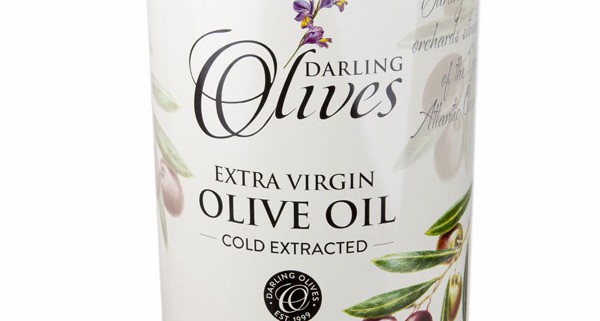 DARLING
Olives
EXTRA VIRGIN
OLIVE OIL
COLD EXTRACTED
DARLING OLIVES
EST. 1999
orchards
of the
Atlantic